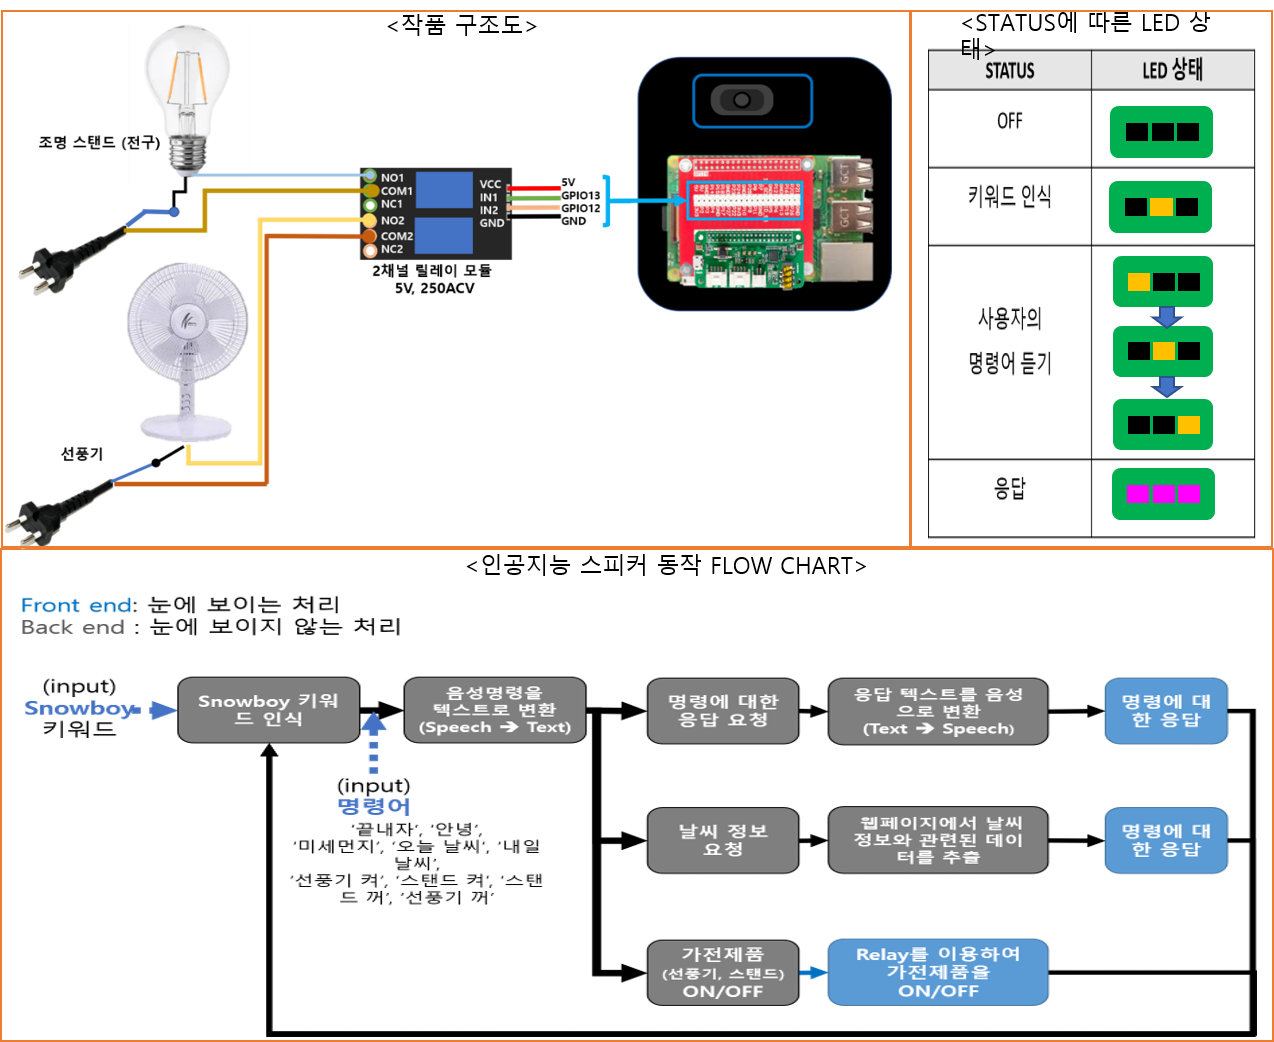 <작품 구조도>
조명 스탠드 (전구)
NO1
COM1
NC1
NO2
COM2
NC2
VCC
IN1
IN2
GND
5V
GPIO13
GPIO12
GND
2채널 릴레이 모듈
5V, 250ACV
선풍기
GCT
GCT
<STATUS에 따른 LED 상
태>
STATUS
LED 상태
OFF
키워드 인식
사용자의
명령어 듣기
응답
<인공지능 스피커 동작 FLOW CHART>
Front end: 눈에 보이는 처리
Back end : 눈에 보이지 않는 처리
(input)
Snowboy
키워드
Snowboy 키워
드 인식
(input)
명령어
‘끝내자’, ‘안녕’,
‘미세먼지’, ‘오늘 날씨’, ‘내일
날씨’,
‘선풍기 켜’, ‘스탠드 켜’, ‘스탠
드 꺼’, ‘선풍기 꺼’
음성명령을
텍스트로 변환
(Speech ➔ Text)
명령에 대한
응답 요청
응답 텍스트를 음성
으로 변환
(Text ➔ Speech)
명령에 대
한 응답
날씨 정보
요청
웹페이지에서 날씨
정보와 관련된 데이
터를 추출
명령에 대
한 응답
가전제품
(선풍기, 스탠드)
ON/OFF
Relay를 이용하여
가전제품을
ON/OFF